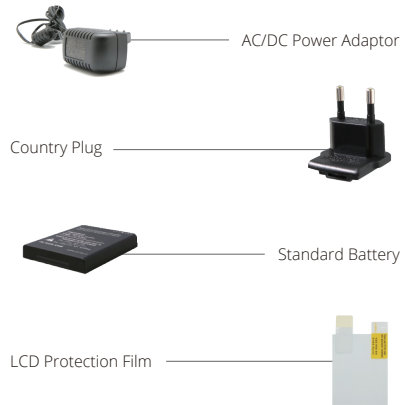 AC/DC Power Adaptor
Country Plug
Standard Battery
LCD Protection Film